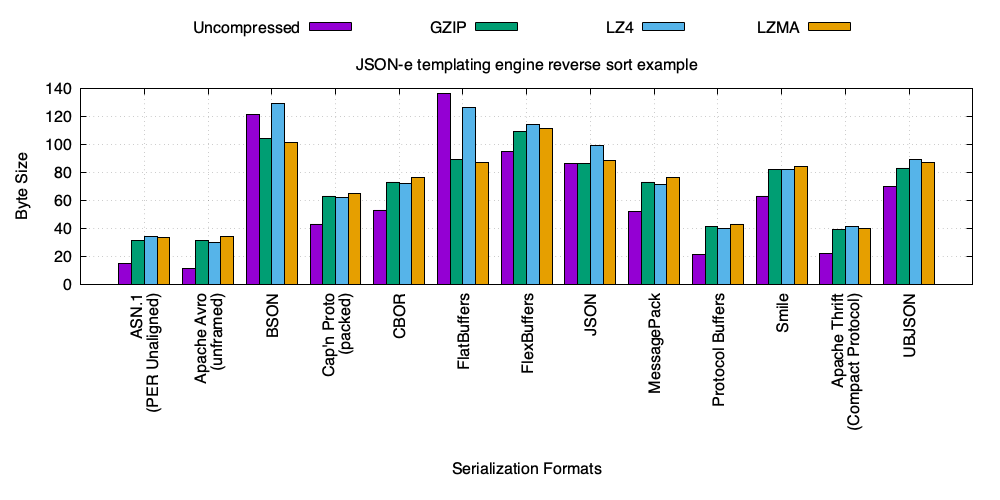 Uncompressed GZIP LZ4 LZMA
JSON-e templating engine reverse sort example
Byte Size
140
120
100
80
60
40
20
0
ASN.1
(PER Unaligned)
Apache Avro
(unframed)
BSON
Cap'n Proto
(packed)
CBOR
FlatBuffers
FlexBuffers
JSON
MessagePack
Protocol Buffers
Smile
Apache Thrift
(Compact Protocol)
UBJSON
Serialization Formats